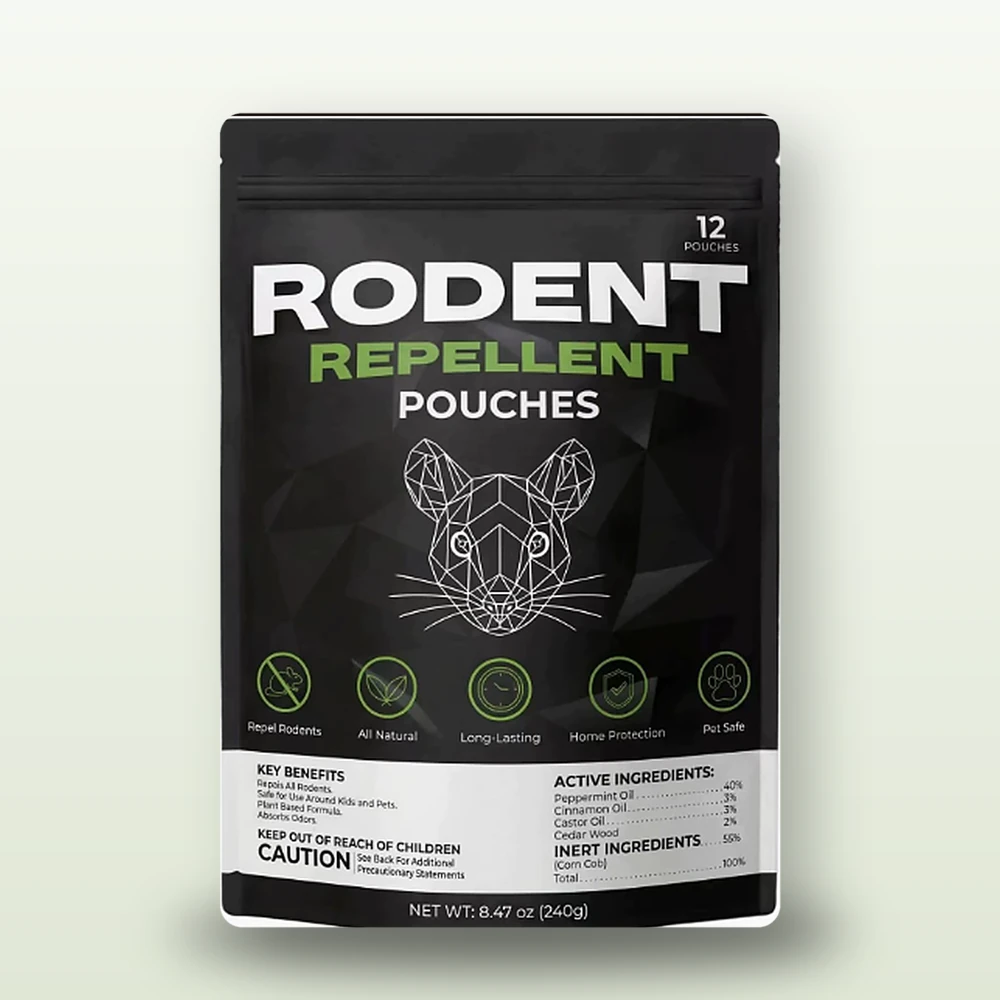 12
POUCHES
RODENT
REPELLENT
POUCHES
Repel Rodents
All Natural
Long-Lasting
Home Protection
Pet Safe
KEY BENEFITS
Repals All Rodents.
Safe for Use Around Kids and Pets.
Plant Based Formula.
Absorbs Odors.
KEEP OUT OF REACH OF CHILDREN
CAUTION
See Back For Additional
Precautionary Statements
ACTIVE INGREDIENTS:
Peppermint Oil.....................40%
Cinnamon Oil.....................3%
Castor Oil.....................3%
Cedar Wood 2%
INERT INGREDIENTS.....55%
(Corn Cob)
Total.....................100%
NET WT: 8.47 oz (240g)